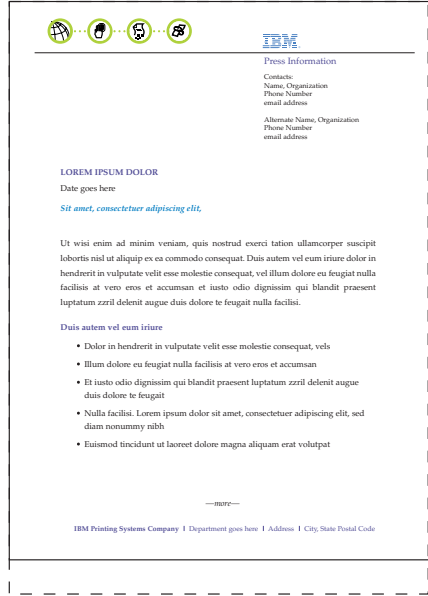 IBM
Press Information
Contacts:
Name, Organization
Phone Number
email address
Alternate Name, Organization
Phone Number
email address
LOREM IPSUM DOLOR
Date goes here
Sit amet, consectetuer adipiscing elit,
Ut wisi enim ad minim veniam, quis nostrud exerci tation ullamcorper suscipit
lobortis nisl ut aliquip ex ea commodo consequat. Duis autem vel eum iriure dolor in
hendrerit in vulputate velit esse molestie consequat, vel illum dolore eu feugiat nulla
facilisis at vero eros et accumsan et iusto odio dignissim qui blandit praesent
luptatum zzril delenit augue duis dolore te feugait nulla facilisi.
Duis autem vel eum iriure
• Dolor in hendrerit in vulputate velit esse molestie consequat, vels
• Illum dolore eu feugiat nulla facilisis at vero eros et accumsan
• Et iusto odio dignissim qui blandit praesent luptatum zzril delenit augue
duis dolore te feugait
• Nulla facilisi. Lorem ipsum dolor sit amet, consectetuer adipiscing elit, sed
diam nonummy nibh
• Euismod tincidunt ut laoreet dolore magna aliquam erat volutpat
—more—
IBM Printing Systems Company | Department goes here | Address | City, State Postal Code